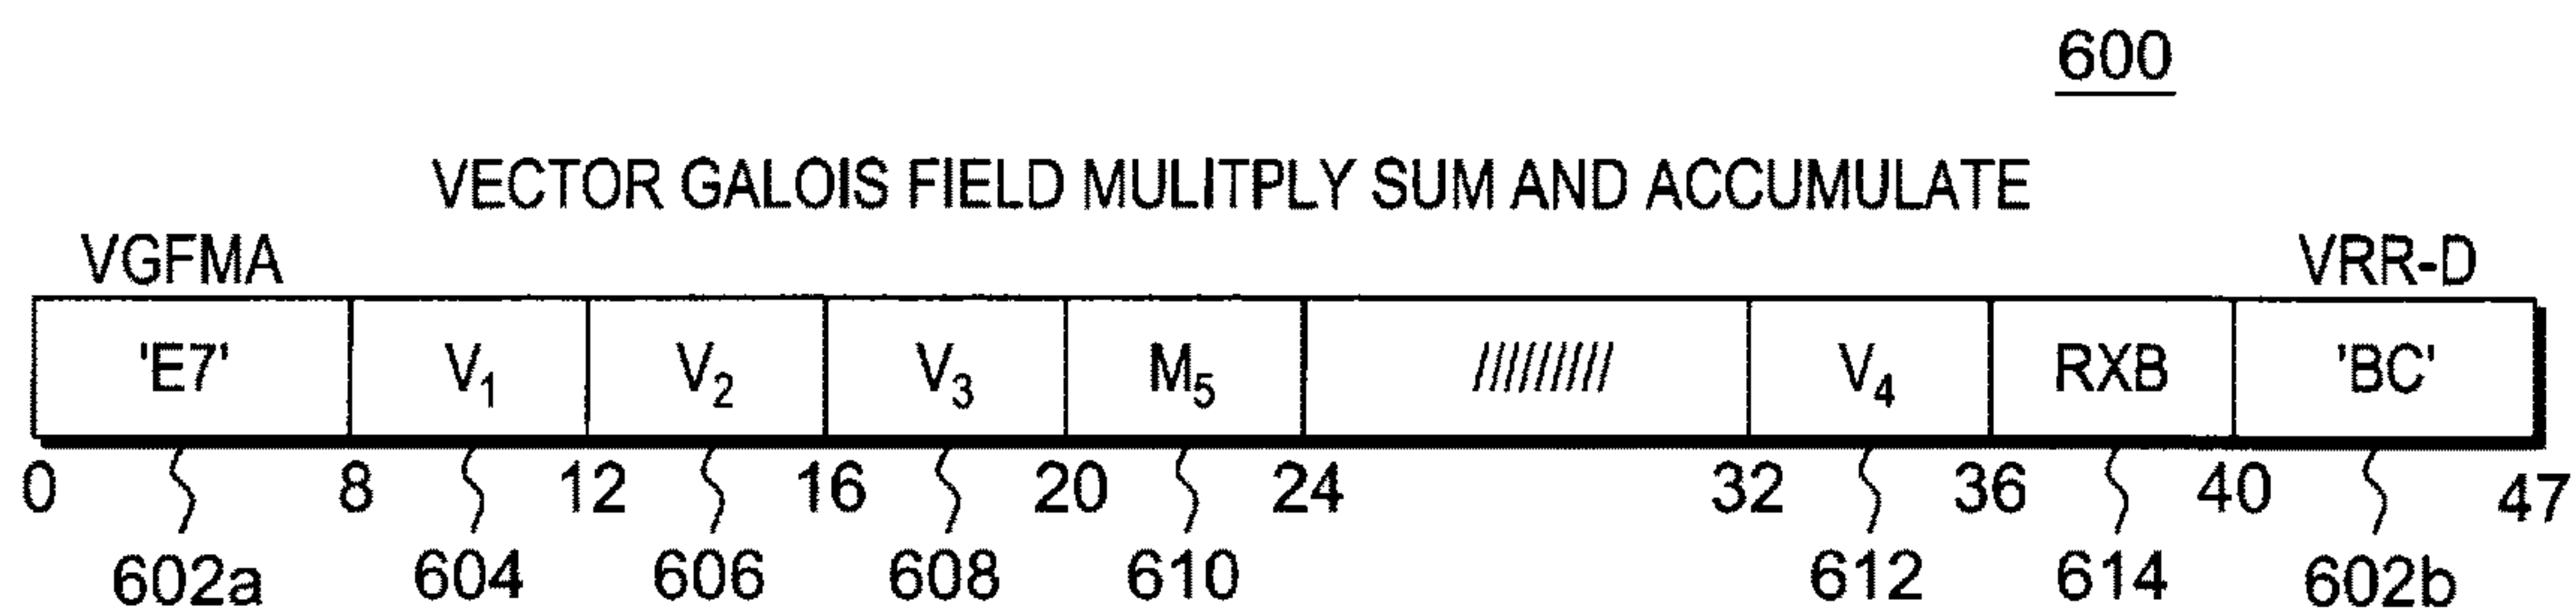 600
VECTOR GALOIS FIELD MULITPLY SUM AND ACCUMULATE
VGFMA VRR-D
'E7' V1 V2 V3 M5 ///////// V4 RXB 'BC'
0 8 12 16 20 24 32 36 40 47
602a 604 606 608 610 612 614 602b